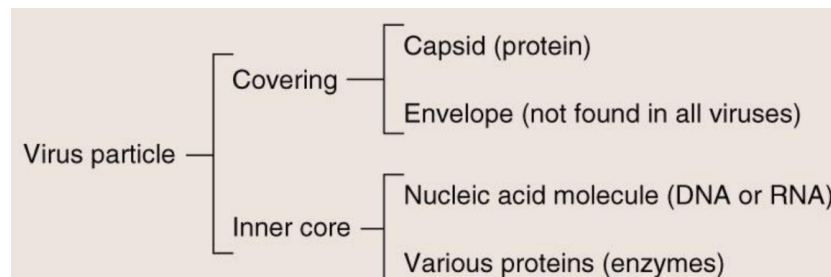 Capsid (protein)
Covering
Envelope (not found in all viruses)
Virus particle
Nucleic acid molecule (DNA or RNA)
Inner core
Various proteins (enzymes)